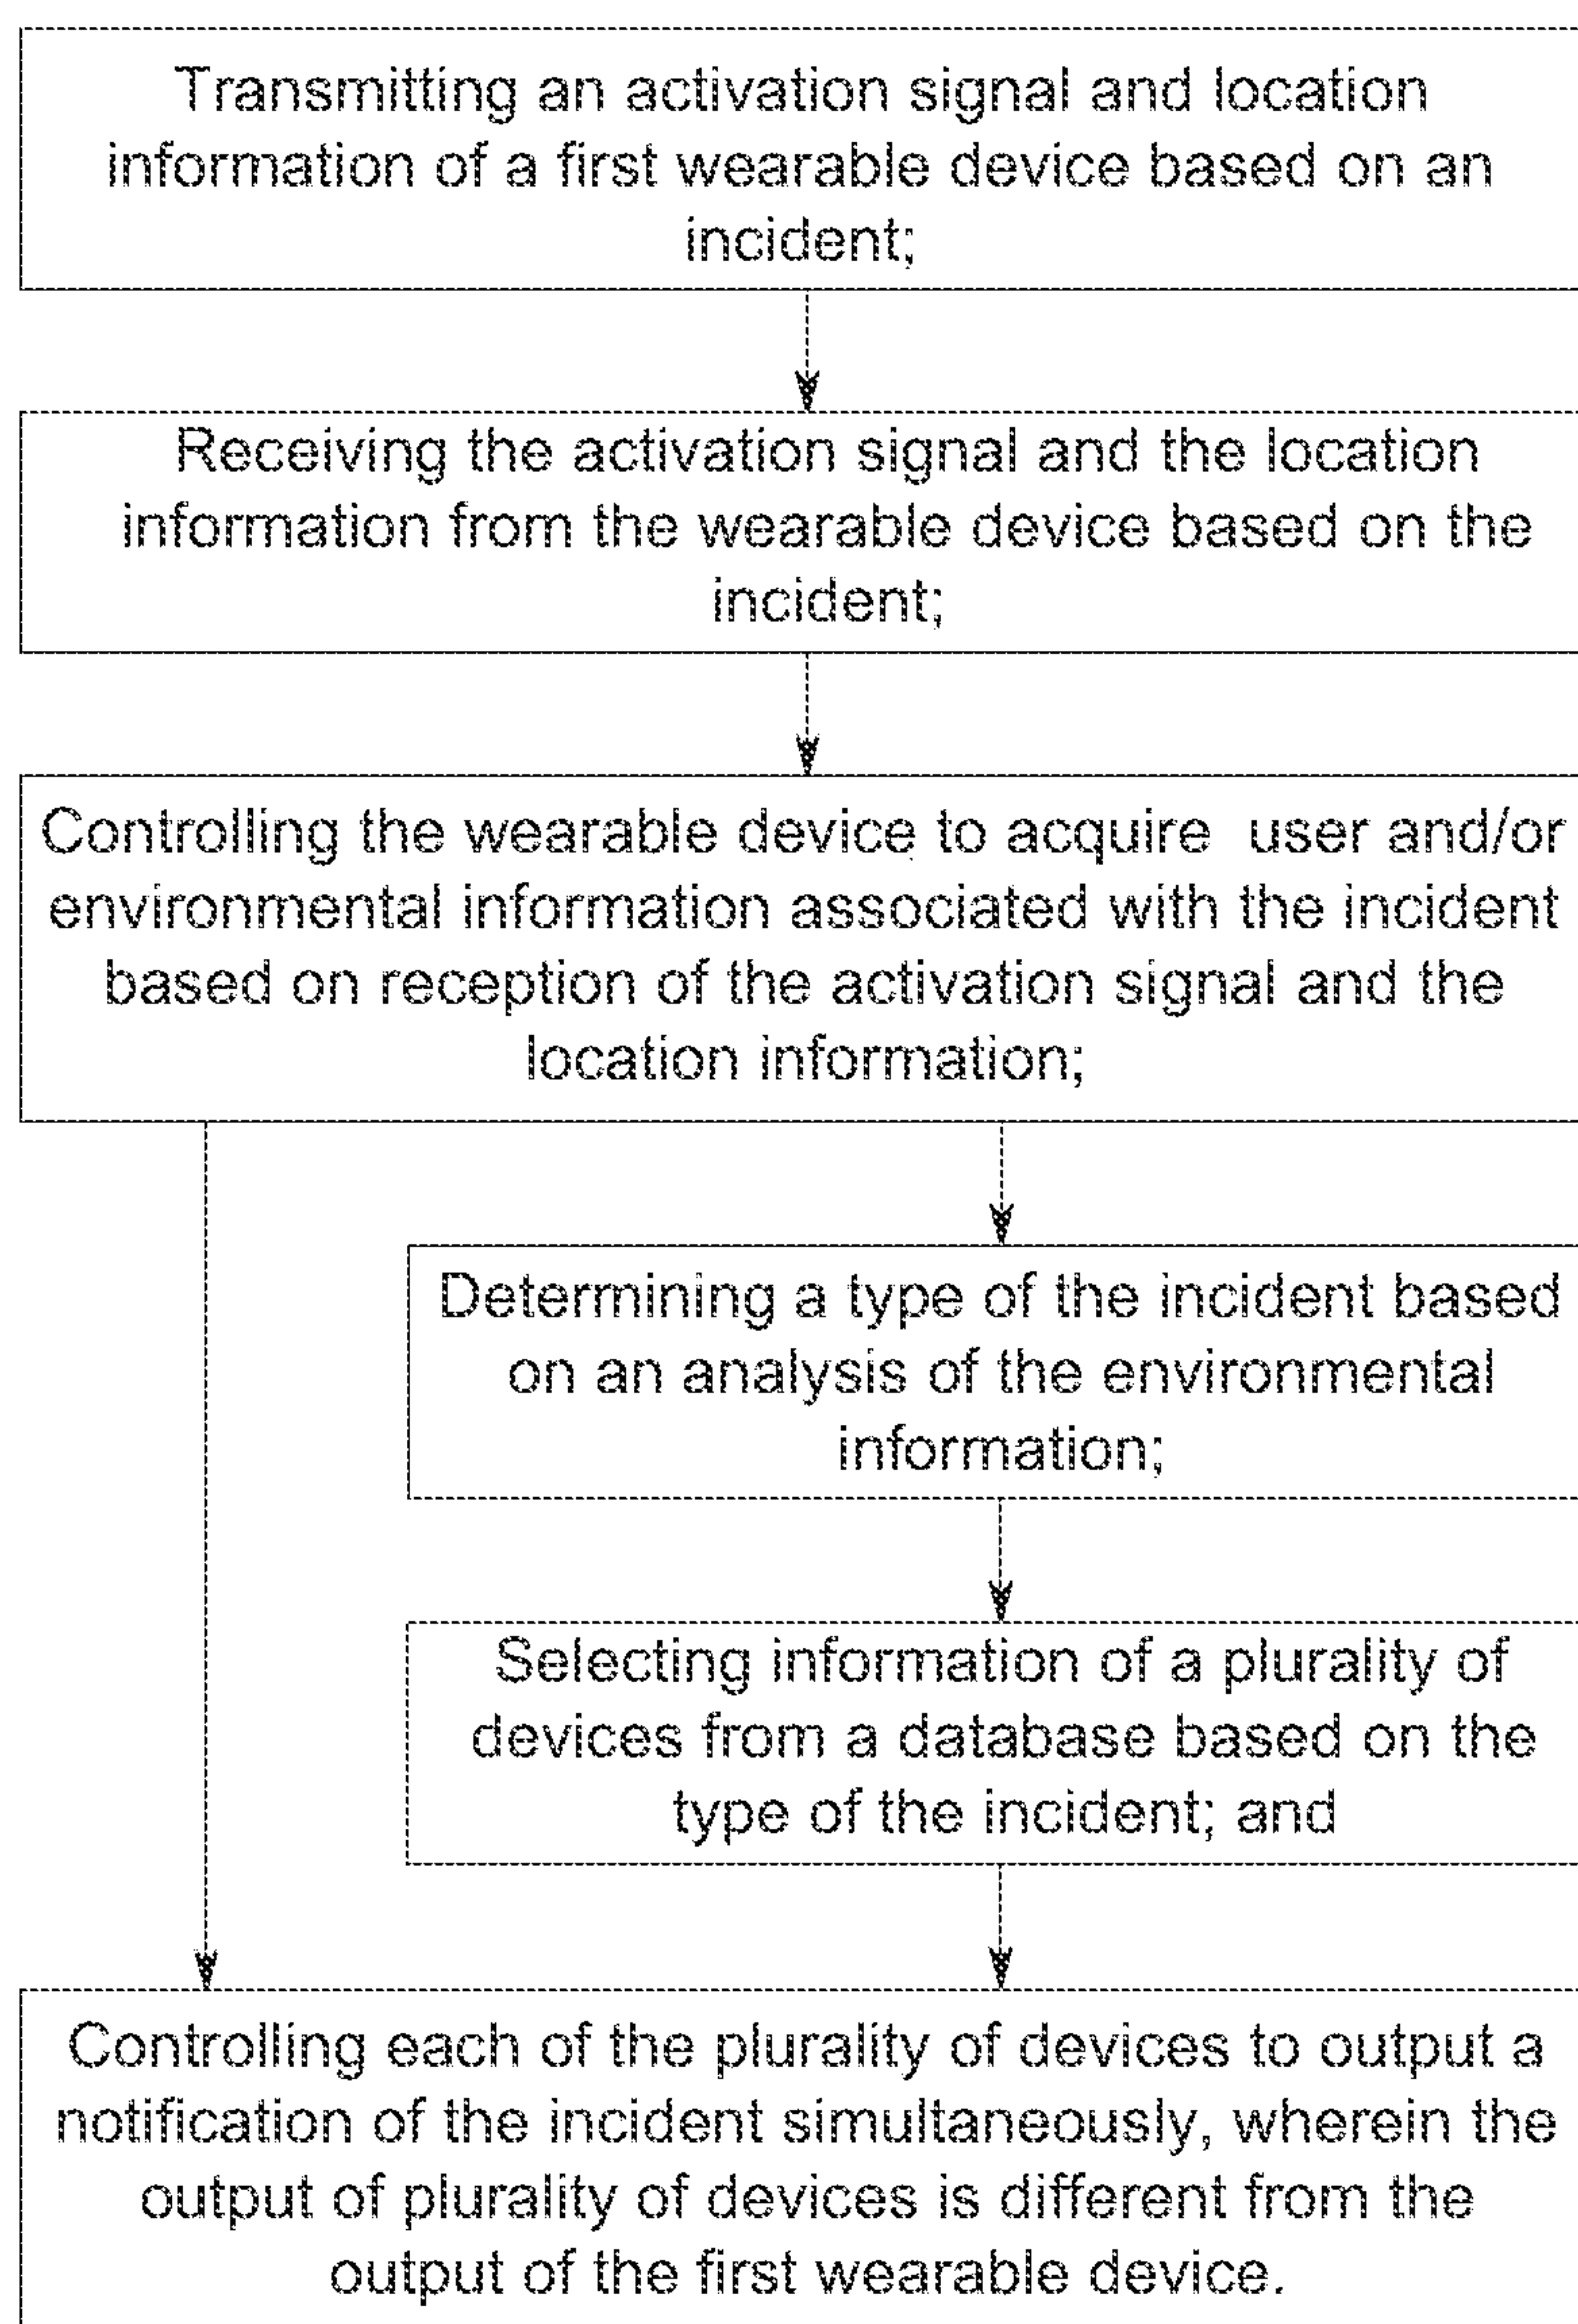 Transmitting an activation signal and location
information of a first wearable device based on an
incident;
Receiving the activation signal and the location
information from the wearable device based on the
incident;
Controlling the wearable device to acquire user and/or
environmental information associated with the incident
based on reception of the activation signal and the
location information;
Determining a type of the incident based
on an analysis of the environmental
information;
Selecting information of a plurality of
devices from a database based on the
type of the incident; and
Controlling each of the plurality of devices to output a
notification of the incident simultaneously, wherein the
output of plurality of devices is different from the
output of the first wearable device.